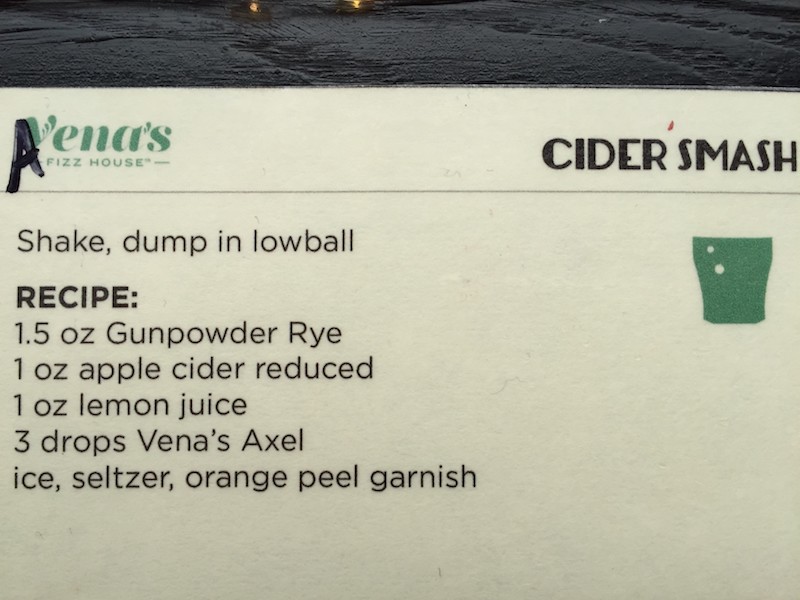 A
Vena's
FIZZ HOUSE™
CIDER SMASH
Shake, dump in lowball
RECIPE:
1.5 oz Gunpowder Rye
1 oz apple cider reduced
1 oz lemon juice
3 drops Vena's Axel
ice, seltzer, orange peel garnish